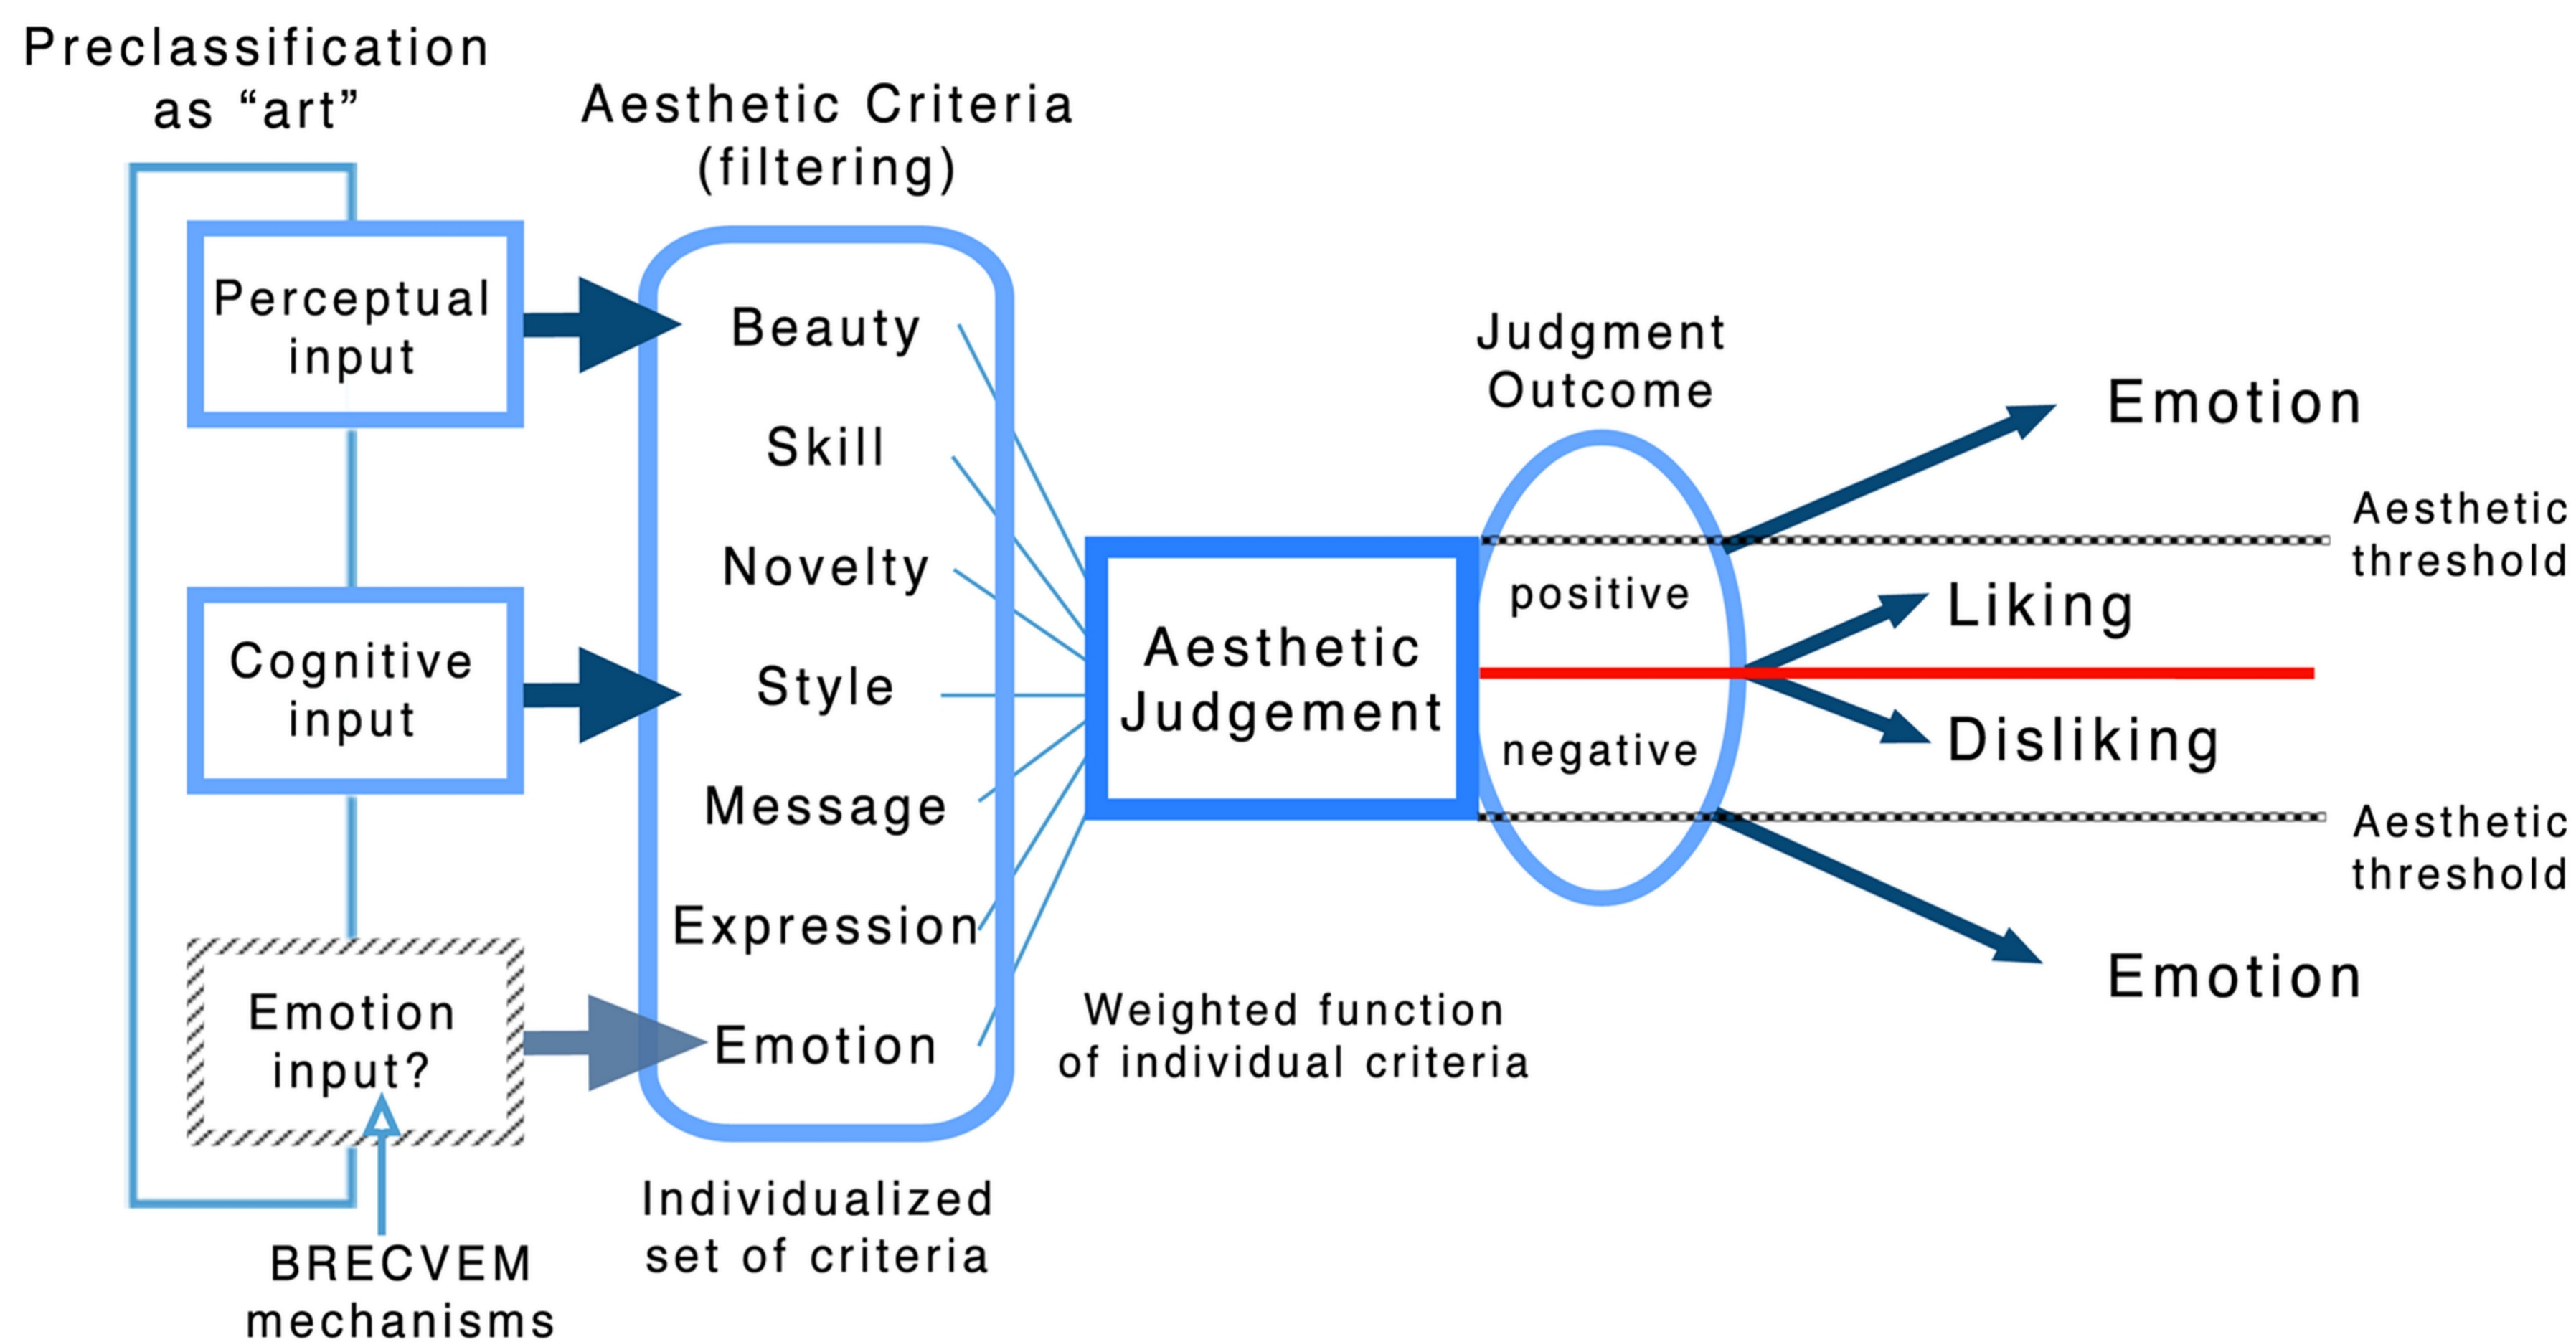 Preclassification
as “art”
Perceptual
input
Cognitive
input
Emotion
input?
BRECVEM
mechanisms
Aesthetic Criteria
(filtering)
Beauty
Skill
Novelty
Style
Message
Expression
Emotion
Individualized
set of criteria
Aesthetic
Judgement
Weighted function
of individual criteria
Judgment
Outcome
positive
negative
Emotion
Aesthetic
threshold
Liking
Disliking
Aesthetic
threshold
Emotion